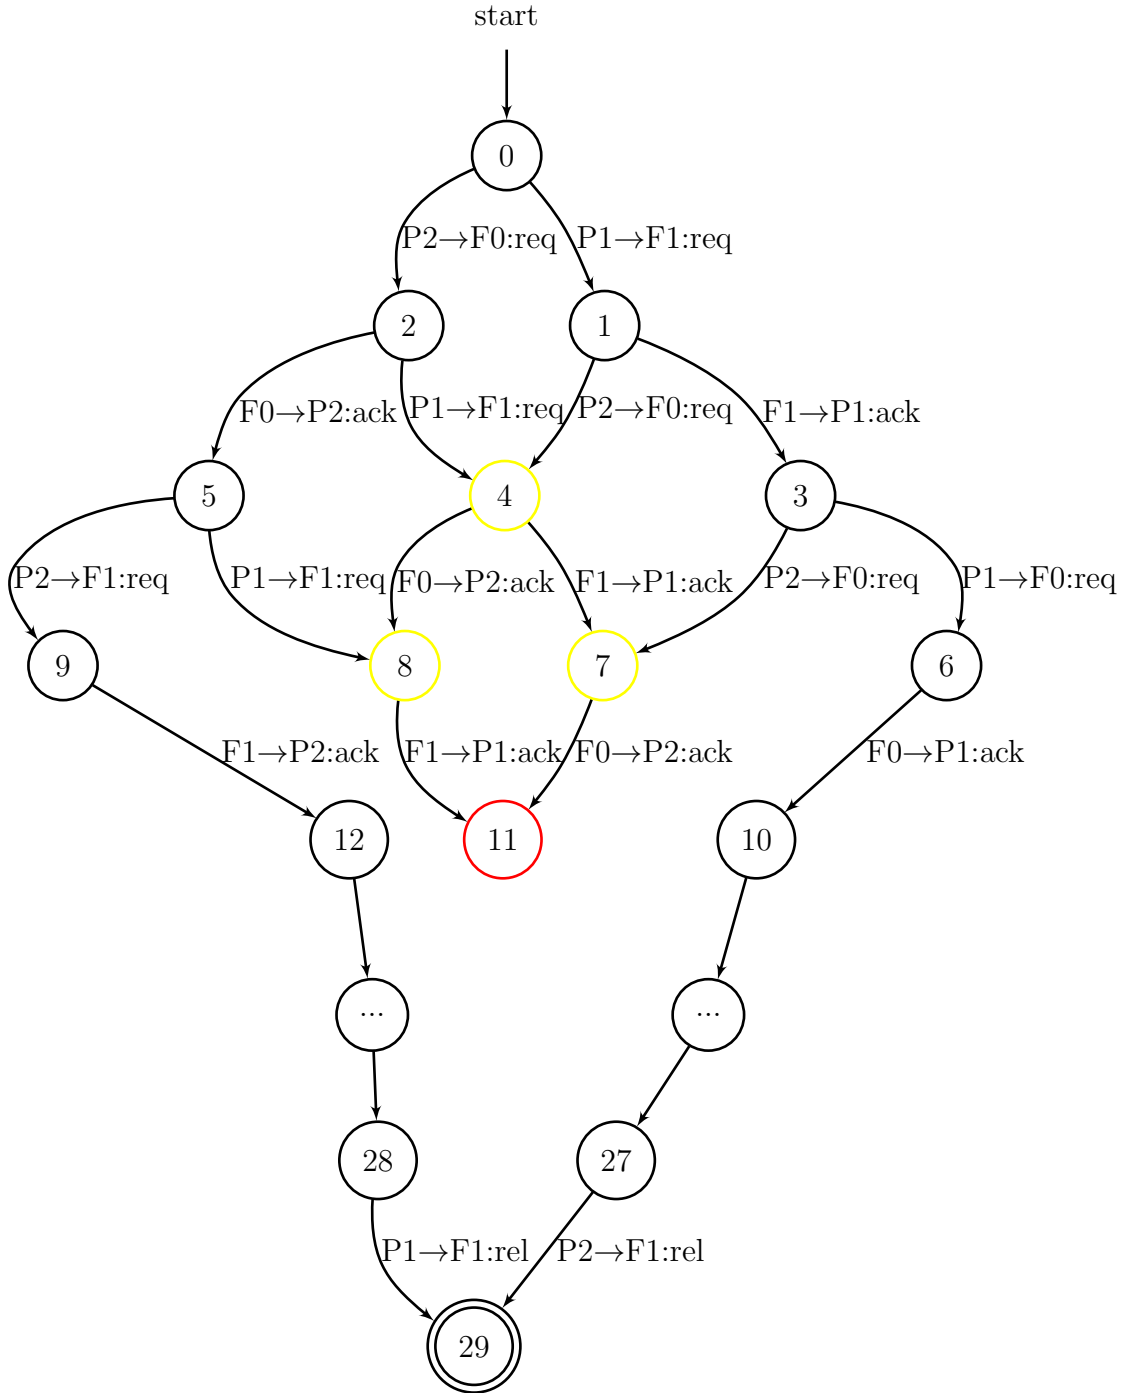 start
0
P2→F0:req
P1→F1:req
2
1
F0→P2:ack
P1→F1:req
P2→F0:req
F1→P1:ack
5
4
3
P2→F1:req
P1→F1:req
F0→P2:ack
F1→P1:ack
P2→F0:req
P1→F0:req
9
8
7
6
F1→P2:ack
F1→P1:ack
F0→P2:ack
F0→P1:ack
12
11
10
...
...
28
27
P1→F1:rel
P2→F1:rel
29